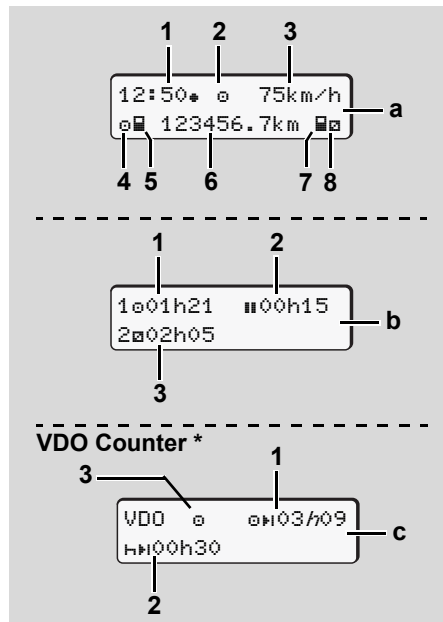 1 2 3
12:50● ⊙ 75km/h
a
⊙ 123456.7km
4 5 6 7 8
1 2
1⊙01h21 00h15
b
2 02h05
3
VDO Counter *
1
3
VDO ⊙ ⊙03h09
c
00h30
2